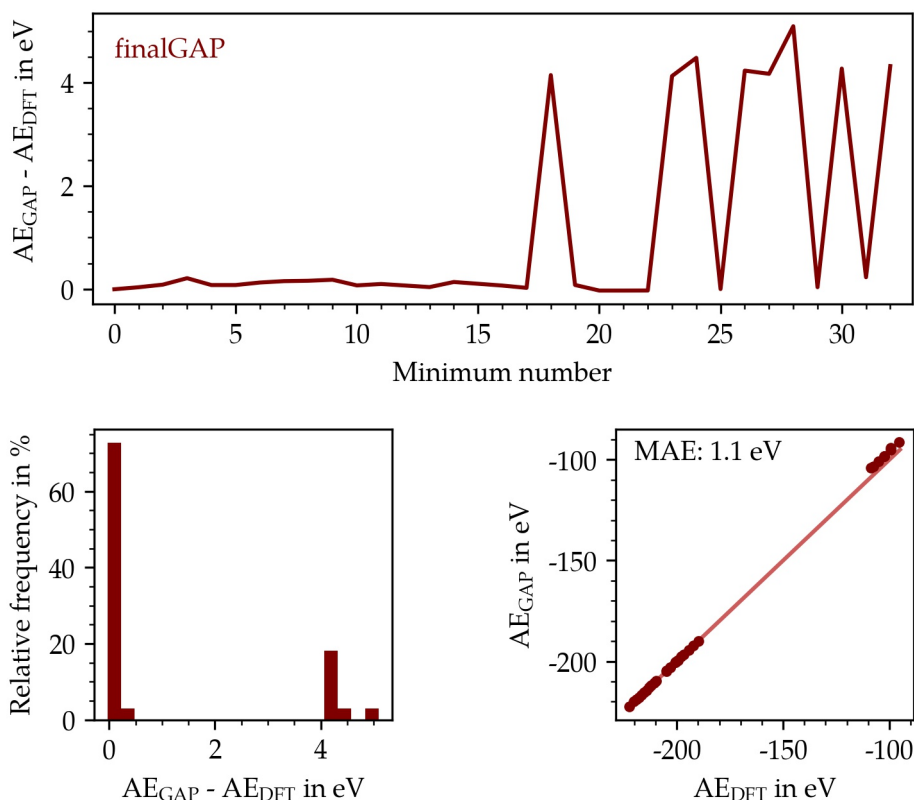 finalGAP
AE_GAP - AE_DFT in eV
4
2
0
0 5 10 15 20 25 30
Minimum number
Relative frequency in %
60
40
20
0
0 2 4
AE_GAP - AE_DFT in eV
MAE: 1.1 eV
AE_GAP in eV
-100
-150
-200
-200 -150 -100
AE_DFT in eV